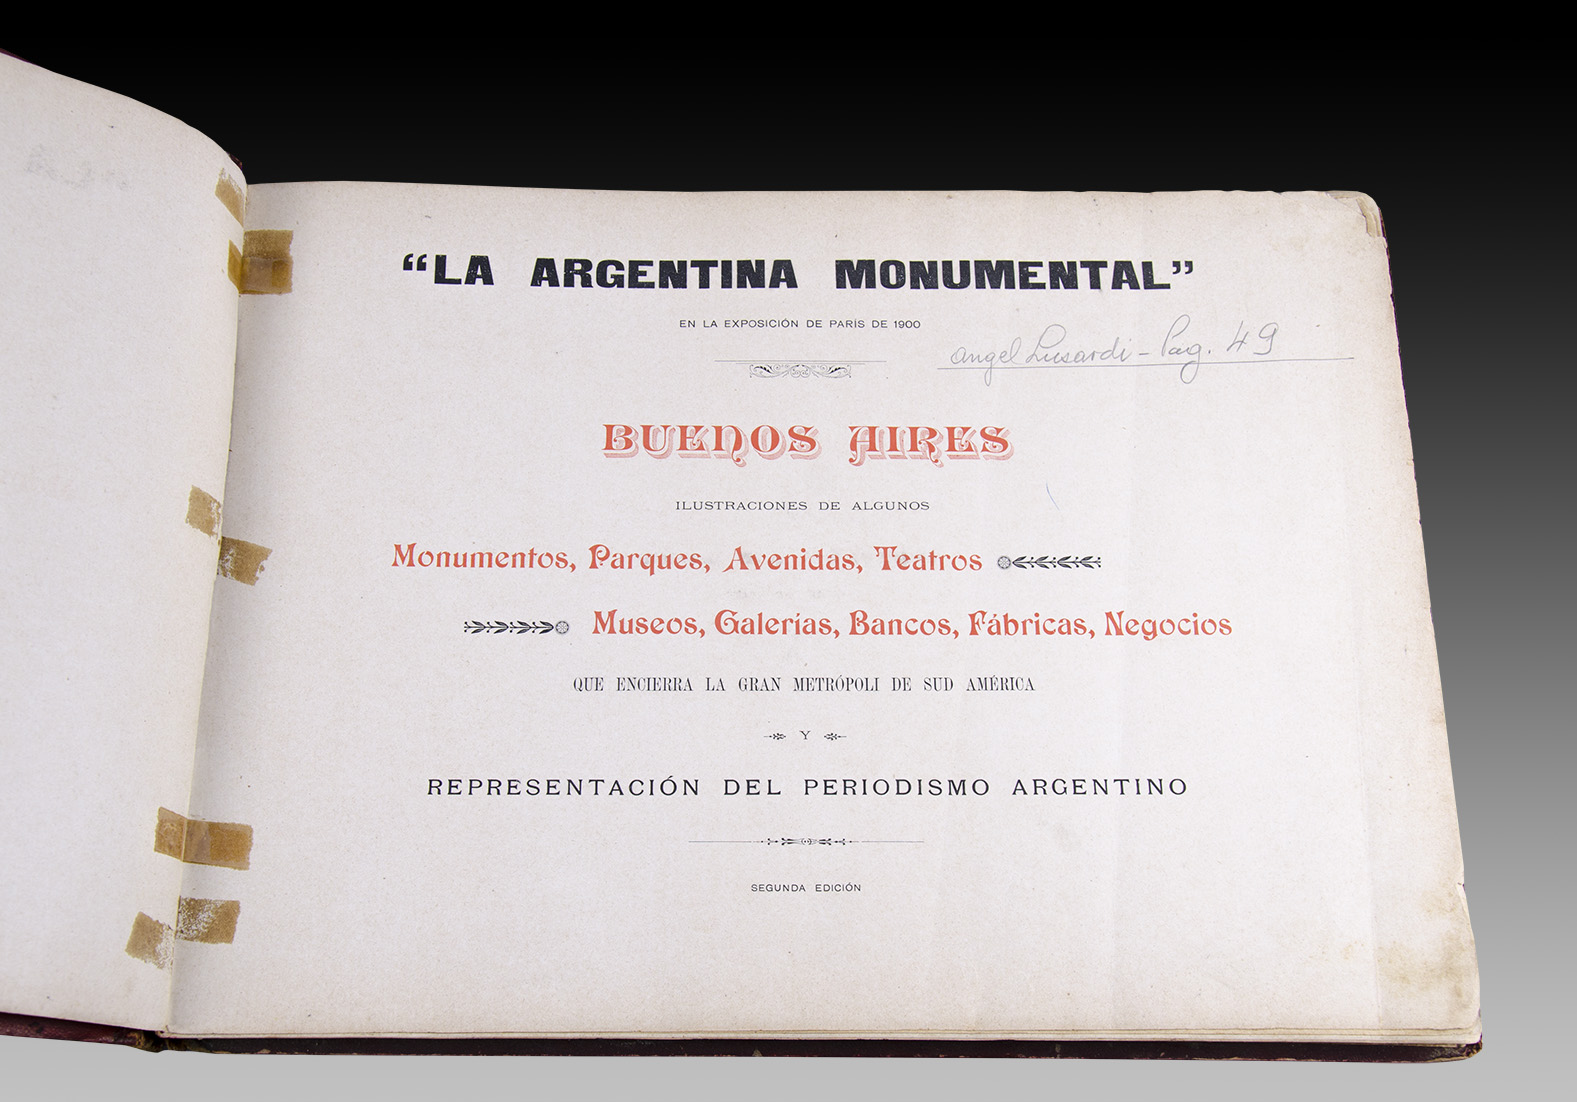 “LA ARGENTINA MONUMENTAL”
EN LA EXPOSICIÓN DE PARÍS DE 1900
angel Lusardi – Pag. 49
BUENOS AIRES
ILUSTRACIONES DE ALGUNOS
Monumentos, Parques, Avenidas, Teatros
Museos, Galerías, Bancos, Fábricas, Negocios
QUE ENCIERRA LA GRAN METRÓPOLI DE SUD AMÉRICA
Y
REPRESENTACIÓN DEL PERIODISMO ARGENTINO
SEGUNDA EDICIÓN